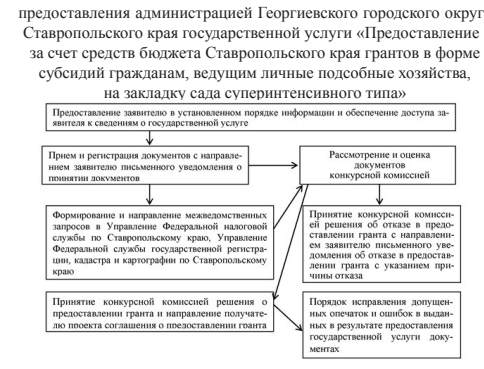 предоставления администрацией Георгиевского городского округ
Ставропольского края государственной услуги «Предоставление
за счет средств бюджета Ставропольского края грантов в форме
субсидий гражданам, ведущим личные подсобные хозяйства,
на закладку сада суперинтенсивного типа»
Предоставление заявителю в установленном порядке информации и обеспечение доступа за-
явителя к сведениям о государственной услуге
Прием и регистрация документов с направле-
нием заявителю письменного уведомления о
принятии документов
Рассмотрение и оценка
документов
конкурсной комиссией
Формирование и направление межведомственных
запросов в Управление Федеральной налоговой
службы по Ставропольскому краю, Управление
Федеральной службы государственной регистра-
ции, кадастра и картографии по Ставропольскому
краю
Принятие конкурсной комисси-
ей решения об отказе в предо-
ставлении гранта с направлени-
ем заявителю письменного уве-
домления об отказе в предостав-
лении гранта с указанием при-
чины отказа
Принятие конкурсной комиссией решения о
предоставлении гранта и направление получате-
лю проекта соглашения о предоставлении гранта
Порядок исправления допущен-
ных опечаток и ошибок в выдан-
ных в результате предоставления
государственной услуги доку-
ментах